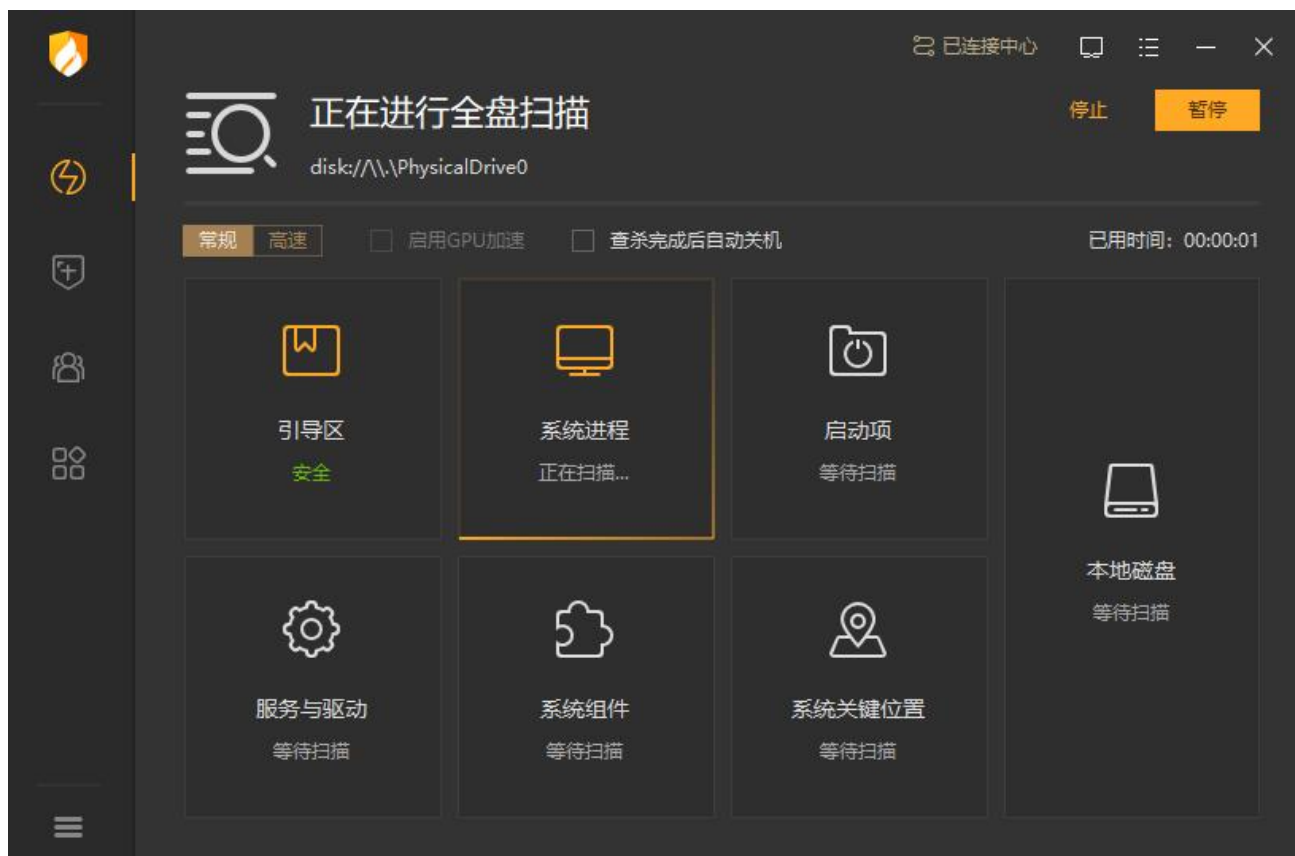 已连接中心
正在进行全盘扫描
停止
暂停
disk://\\.\PhysicalDrive0
常规
高速
启用GPU加速
查杀完成后自动关机
已用时间：00:00:01
引导区
安全
系统进程
正在扫描...
启动项
等待扫描
本地磁盘
等待扫描
服务与驱动
等待扫描
系统组件
等待扫描
系统关键位置
等待扫描